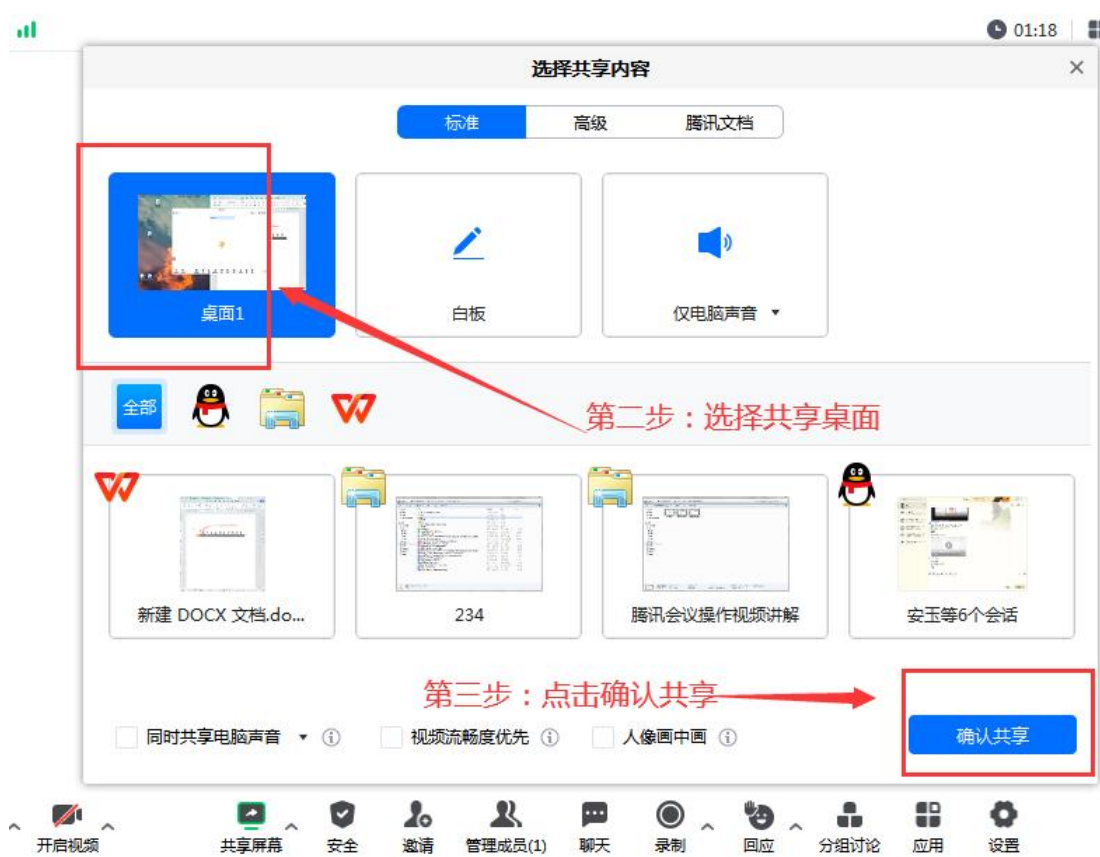 01:18
选择共享内容
标准 高级 腾讯文档
桌面1 白板 仅电脑声音
全部
第二步：选择共享桌面
新建 DOCX 文档.do... 234 腾讯会议操作视频讲解 安玉等6个会话
第三步：点击确认共享
同时共享电脑声音 视频流畅度优先 人像画中画 确认共享
开启视频 共享屏幕 安全 邀请 管理成员(1) 聊天 录制 回应 分组讨论 应用 设置